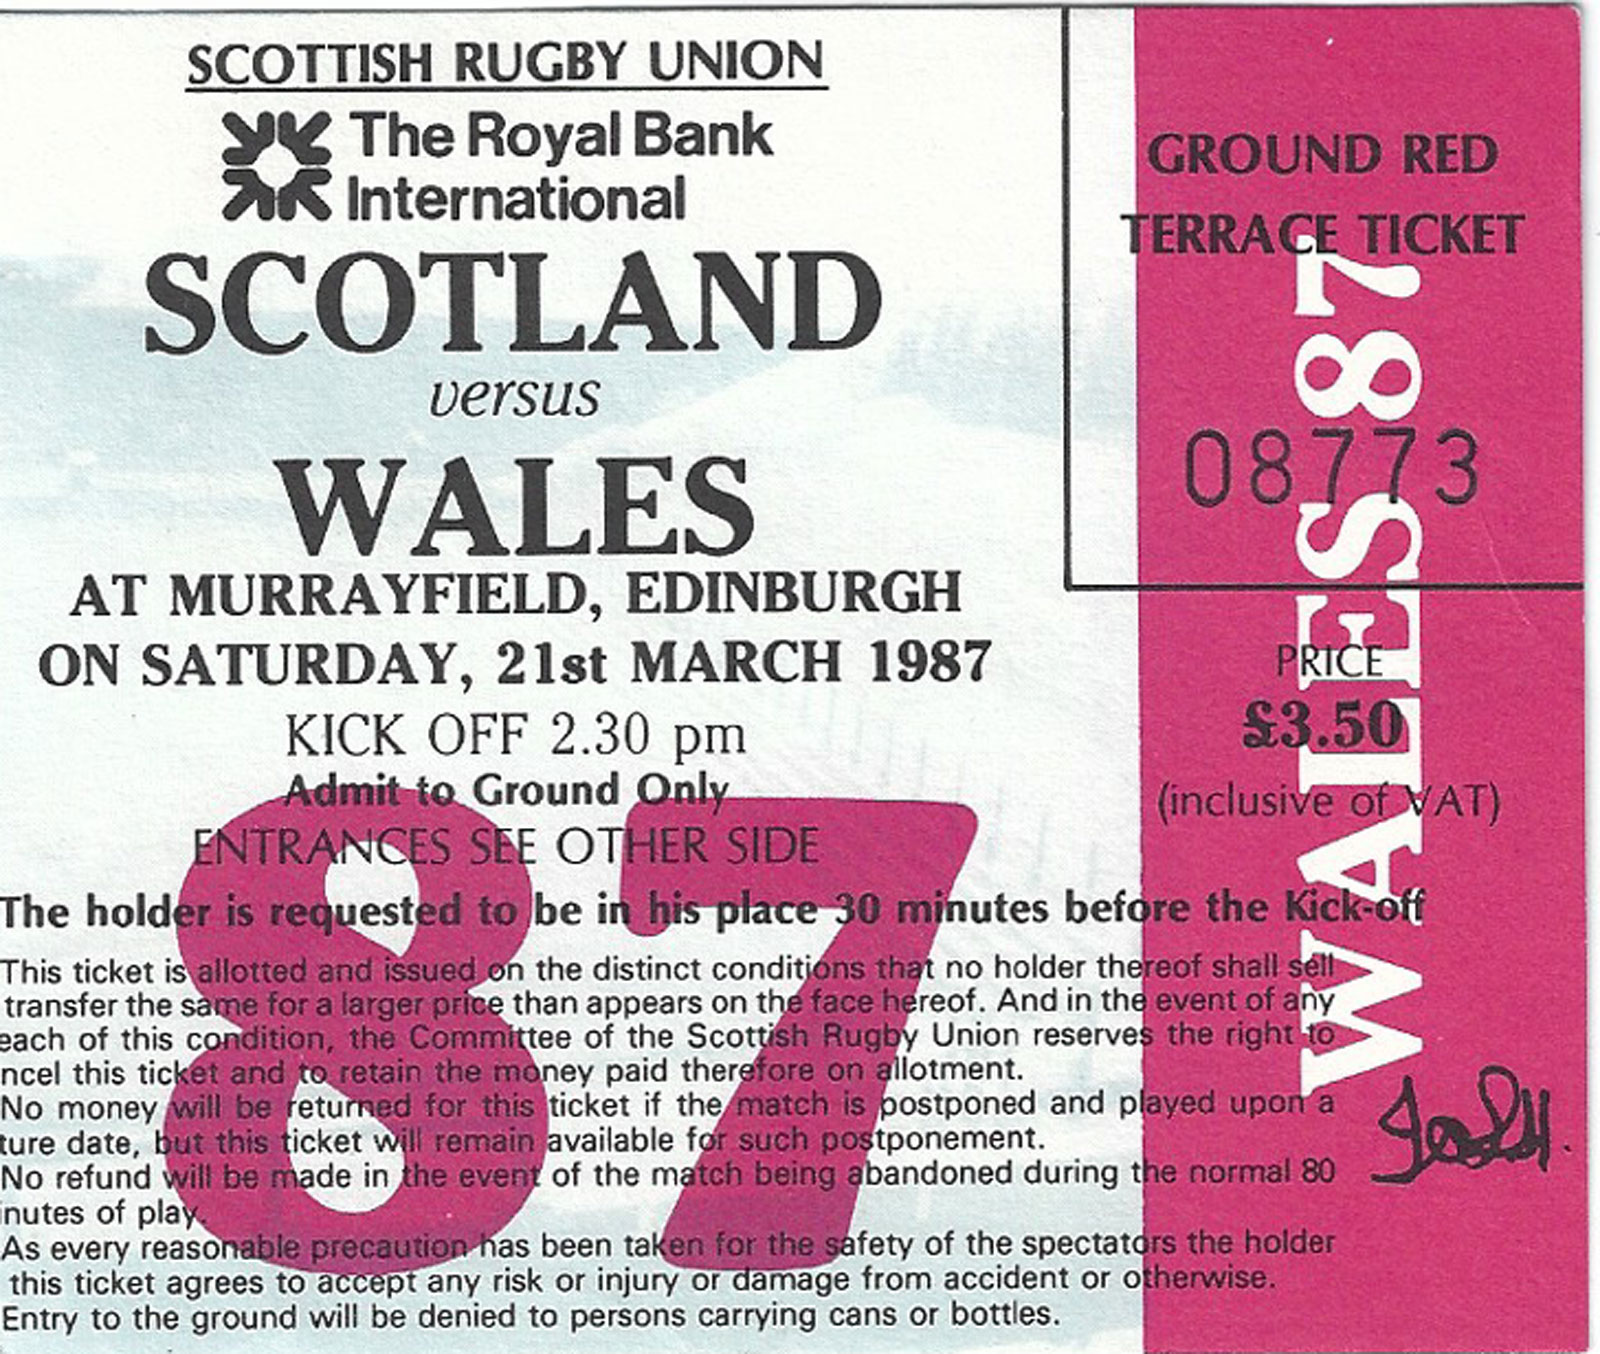 SCOTTISH RUGBY UNION
The Royal Bank
International
SCOTLAND
versus
WALES
AT MURRAYFIELD, EDINBURGH
ON SATURDAY, 21st MARCH 1987
KICK OFF 2.30 pm
Admit to Ground Only
ENTRANCES SEE OTHER SIDE
87
The holder is requested to be in his place 30 minutes before the Kick-off
This ticket is allotted and issued on the distinct conditions that no holder thereof shall sell
transfer the same for a larger price than appears on the face hereof. And in the event of any
each of this condition, the Committee of the Scottish Rugby Union reserves the right to
ncel this ticket and to retain the money paid therefore on allotment.
No money will be returned for this ticket if the match is postponed and played upon a
ture date, but this ticket will remain available for such postponement.
No refund will be made in the event of the match being abandoned during the normal 80
inutes of play.
As every reasonable precaution has been taken for the safety of the spectators the holder
this ticket agrees to accept any risk or injury or damage from accident or otherwise.
Entry to the ground will be denied to persons carrying cans or bottles.
GROUND RED
TERRACE TICKET
08773
PRICE
£3.50
(inclusive of VAT)
WALES 87